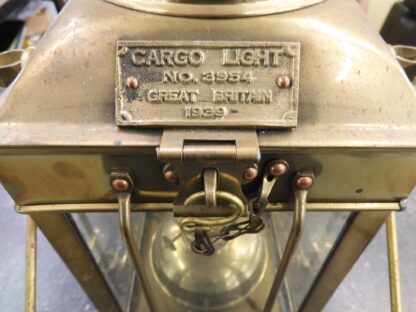 CARGO LIGHT
NO. 3954
GREAT BRITAIN
1939